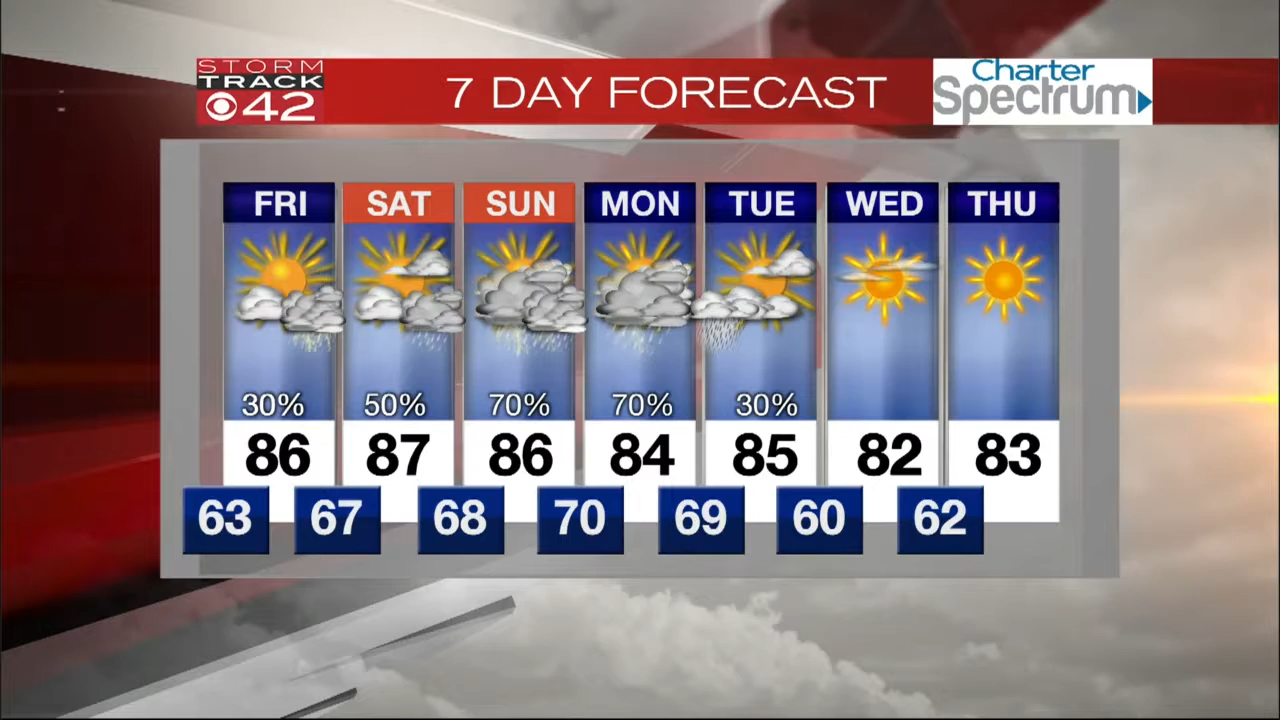 STORM
TRACK
42
7 DAY FORECAST
Charter
Spectrum
FRI SAT SUN MON TUE WED THU
30% 50% 70% 70% 30%
86 87 86 84 85 82 83
63 67 68 70 69 60 62